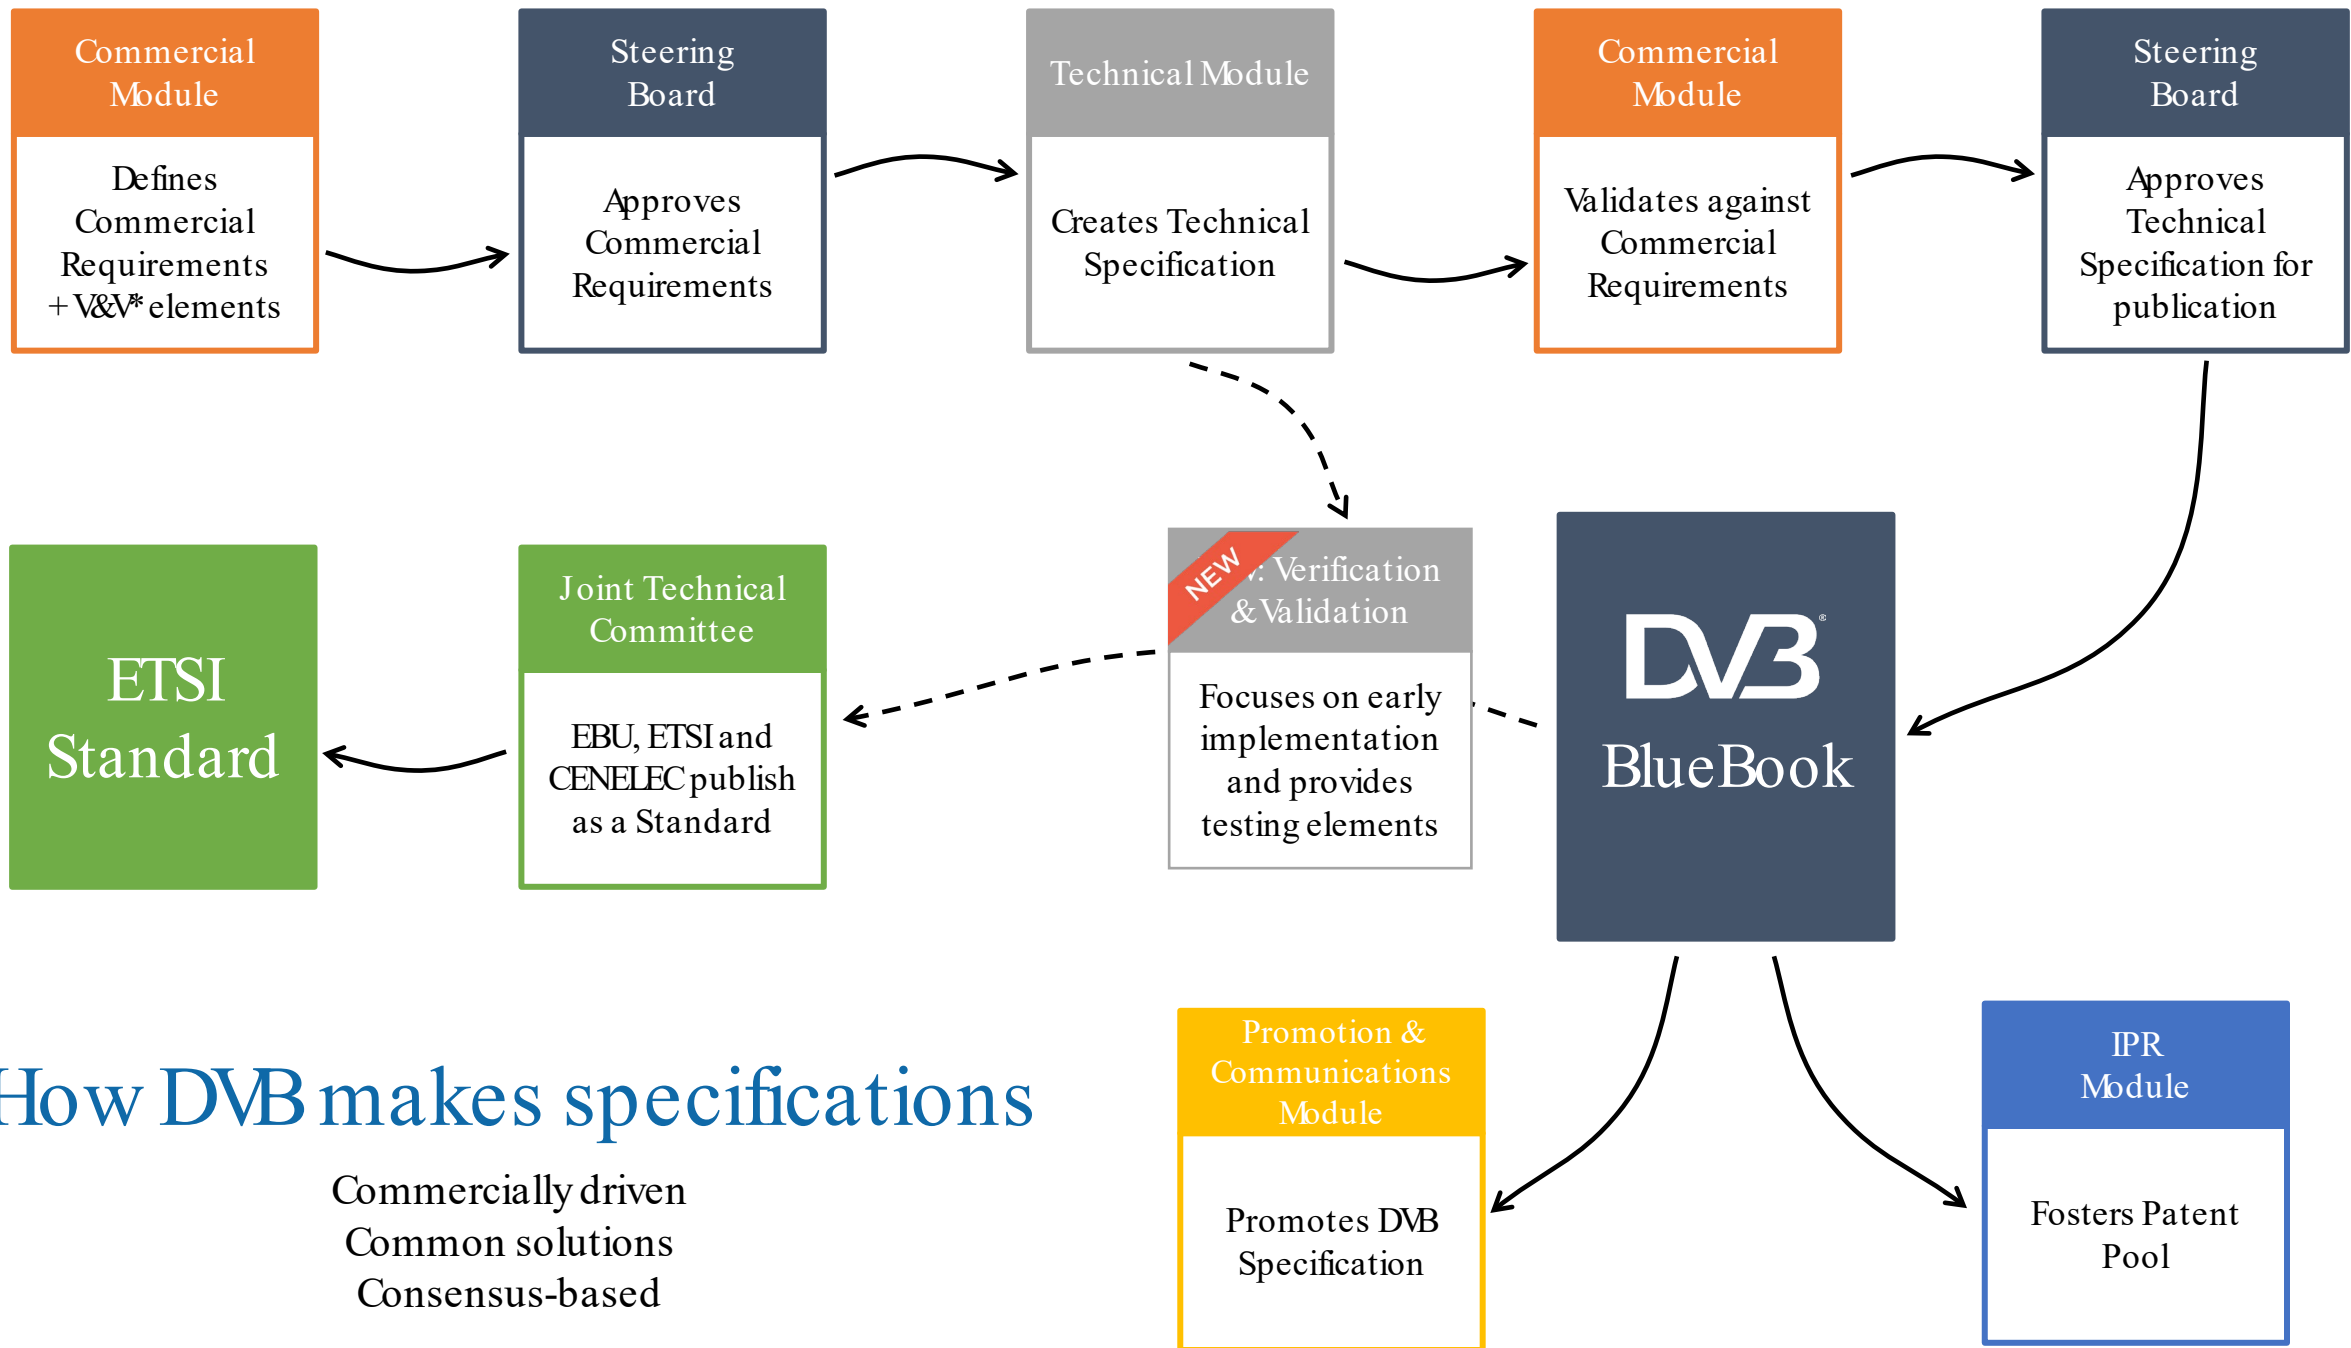 Commercial
Module
Defines
Commercial
Requirements
+ V&V* elements
Steering
Board
Approves
Commercial
Requirements
Technical Module
Creates Technical
Specification
Commercial
Module
Validates against
Commercial
Requirements
Steering
Board
Approves
Technical
Specification for
publication
ETSI
Standard
Joint Technical
Committee
EBU, ETSI and
CENELEC publish
as a Standard
NEW
: Verification
& Validation
Focuses on early
implementation
and provides
testing elements
DVB®
BlueBook
How DVB makes specifications
Commercially driven
Common solutions
Consensus-based
Promotion &
Communications
Module
Promotes DVB
Specification
IPR
Module
Fosters Patent
Pool